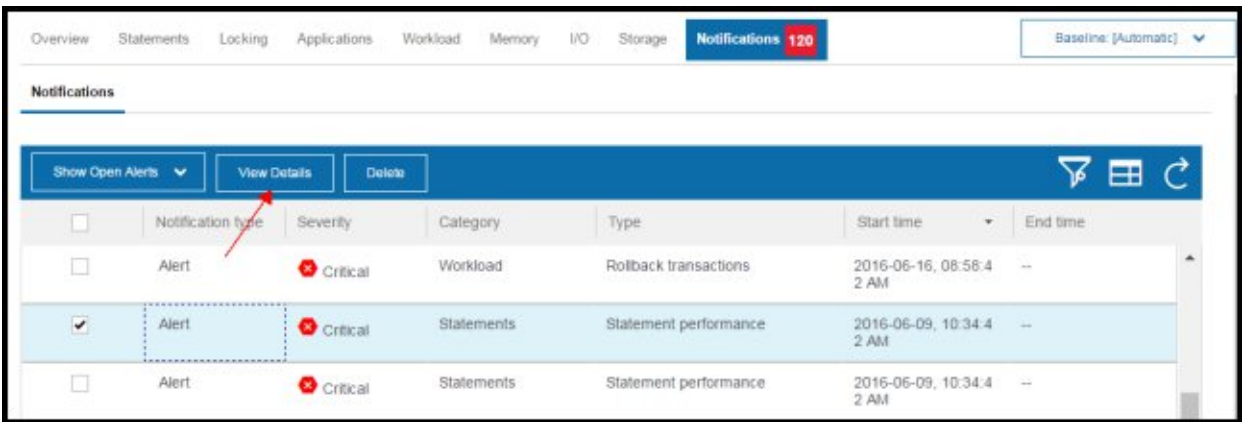 Overview Statements Locking Applications Workload Memory I/O Storage Notifications 120 Baseline: [Automatic]
Notifications
Show Open Alerts View Details Delete
Notification type Severity Category Type Start time End time
Alert Critical Workload Rollback transactions 2016-06-16, 08:58:4 --
2 AM
Alert Critical Statements Statement performance 2016-06-09, 10:34:4 --
2 AM
Alert Critical Statements Statement performance 2016-06-09, 10:34:4 --
2 AM